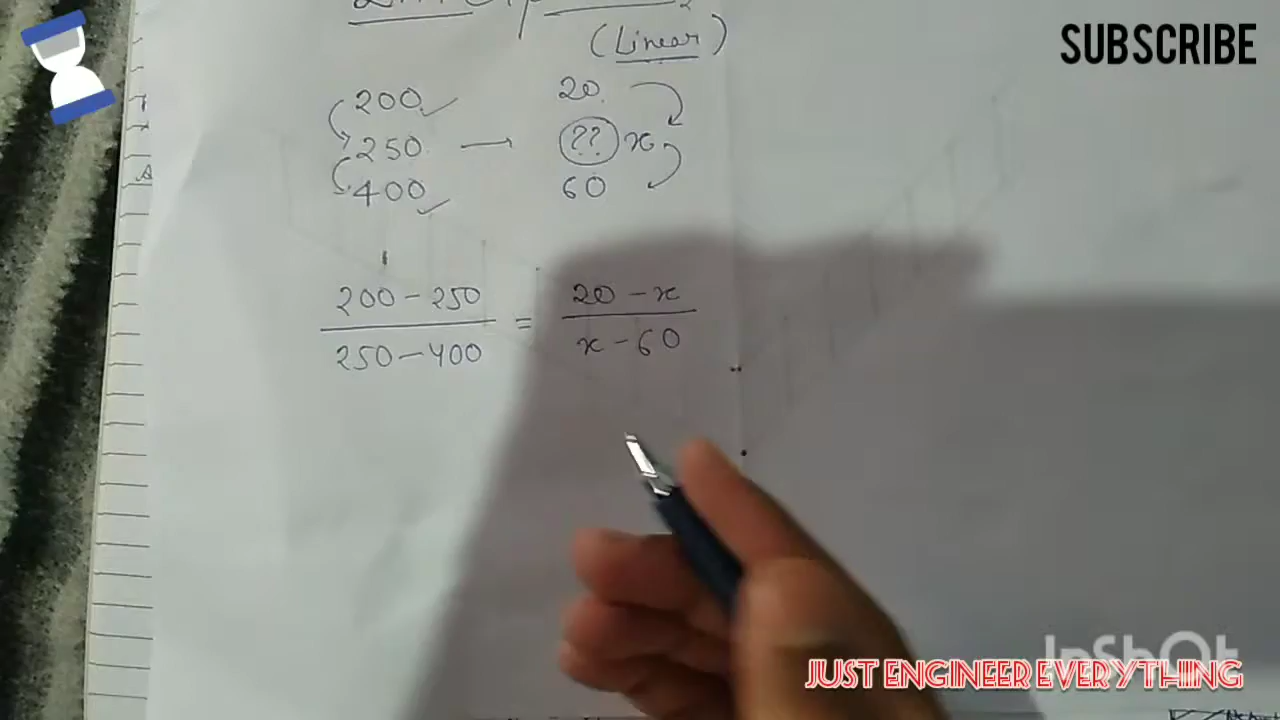 SUBSCRIBE
(Linear)
200 20
250 → ?? x
400 60
200 - 250 = 20 - x
250 - 400 x - 60
InShOt
JUST ENGINEER EVERYTHING